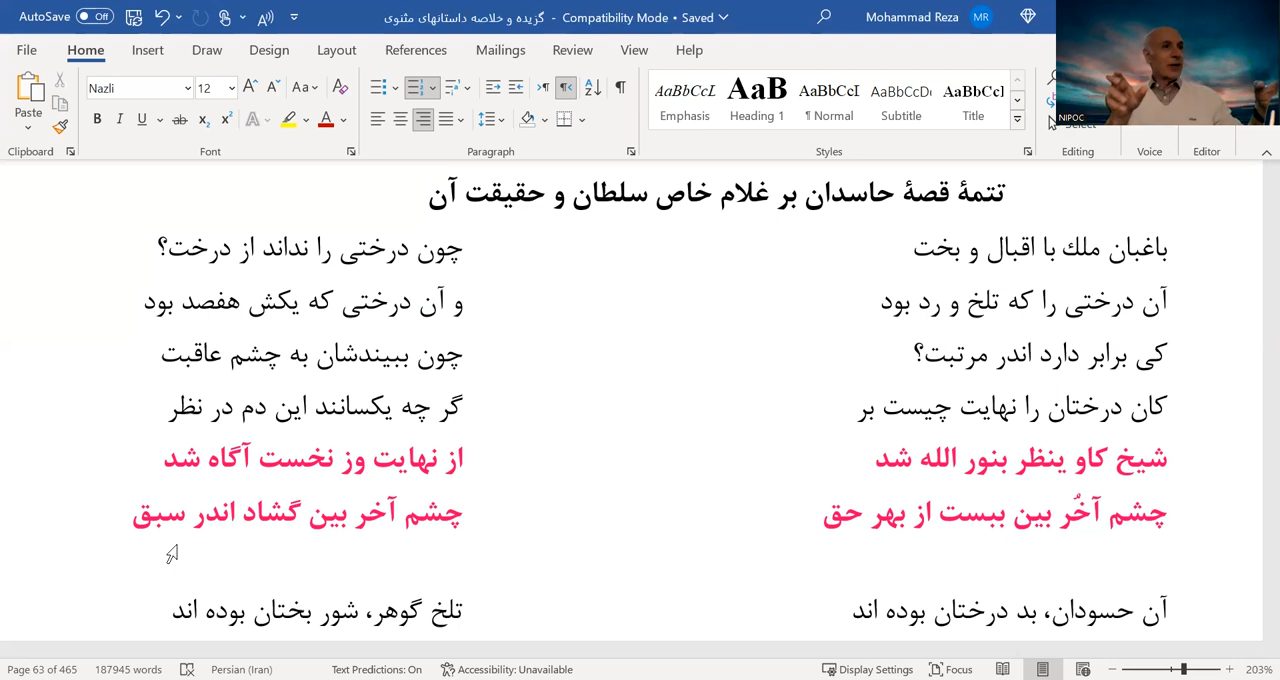 AutoSave Off گزیده و خلاصه داستانهای مثنوی - Compatibility Mode • Saved Mohammad Reza MR
File Home Insert Draw Design Layout References Mailings Review View Help
Paste Nazli 12 Aa AaBbCcI AaB AaBbCcI AaBbCcD AaBbCc]
Emphasis Heading 1 ¶ Normal Subtitle Title
Select
Clipboard Font Paragraph Styles Editing Voice Editor
NIPOC
تتمۀ قصۀ حاسدان بر غلام خاص سلطان و حقیقت آن
باغبان ملك با اقبال و بخت چون درختی را نداند از درخت؟
آن درختی را که تلخ و رد بود و آن درختی که یکش هفصد بود
کی برابر دارد اندر مرتبت؟ چون ببیندشان به چشم عاقبت
کان درختان را نهایت چیست بر گر چه یکسانند این دم در نظر
شیخ کاو ینظر بنور الله شد از نهایت وز نخست آگاه شد
چشم آخُر بین ببست از بهر حق چشم آخر بین گشاد اندر سبق
آن حسودان، بد درختان بوده اند تلخ گوهر، شور بختان بوده اند
Page 63 of 465 187945 words Persian (Iran) Text Predictions: On Accessibility: Unavailable Display Settings Focus 203%